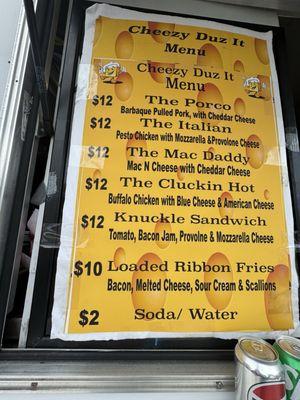 Cheezy Duz It
Menu
Cheezy Duz It
Menu
$12 The Porco
Barbaque Pulled Pork, with Cheddar Cheese
$12 The Italian
Pesto Chicken with Mozzarella &Provolone Cheese
$12 The Mac Daddy
Mac N Cheese with Cheddar Cheese
$12 The Cluckin Hot
Buffalo Chicken with Blue Cheese & American Cheese
$12 Knuckle Sandwich
Tomato, Bacon Jam, Provolne & Mozzarella Cheese
$10 Loaded Ribbon Fries
Bacon, Melted Cheese, Sour Cream & Scallions
$2 Soda/ Water